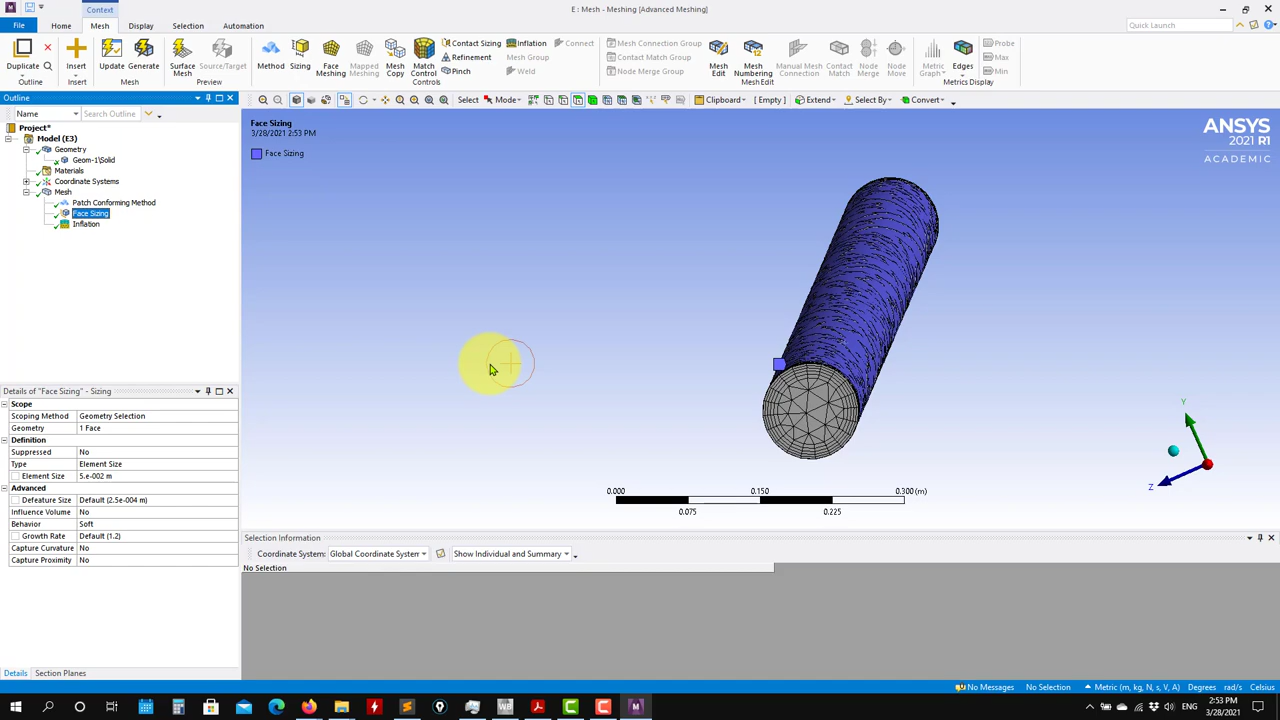 Context
E : Mesh - Meshing [Advanced Meshing]
File Home Mesh Display Selection Automation
Quick Launch
Duplicate Insert Update Generate Surface Mesh Source/Target Method Sizing Face Meshing Mapped Meshing Mesh Copy Match Control Contact Sizing Refinement Pinch Inflation Mesh Group Weld Connect Mesh Connection Group Contact Match Group Node Merge Group Mesh Edit Mesh Numbering Manual Mesh Connection Contact Match Node Merge Node Move Metric Graph Edges Probe Max Min
Outline Insert Mesh Preview Controls Mesh Edit Metrics Display
Outline
Select Mode Clipboard [ Empty ] Extend Select By Convert
Name Search Outline
Project*
Model (E3)
Geometry
Geom-1\Solid
Materials
Coordinate Systems
Mesh
Patch Conforming Method
Face Sizing
Inflation
Face Sizing
3/28/2021 2:53 PM
Face Sizing
ANSYS
2021 R1
ACADEMIC
Y
Z
0.000 0.150 0.300 (m)
0.075 0.225
Details of "Face Sizing" - Sizing
Scope
Scoping Method Geometry Selection
Geometry 1 Face
Definition
Suppressed No
Type Element Size
Element Size 5.e-002 m
Advanced
Defeature Size Default (2.5e-004 m)
Influence Volume No
Behavior Soft
Growth Rate Default (1.2)
Capture Curvature No
Capture Proximity No
Selection Information
Coordinate System: Global Coordinate System Show Individual and Summary
No Selection
Details Section Planes
No Messages No Selection Metric (m, kg, N, s, V, A) Degrees rad/s Celsius
2:53 PM
3/28/2021